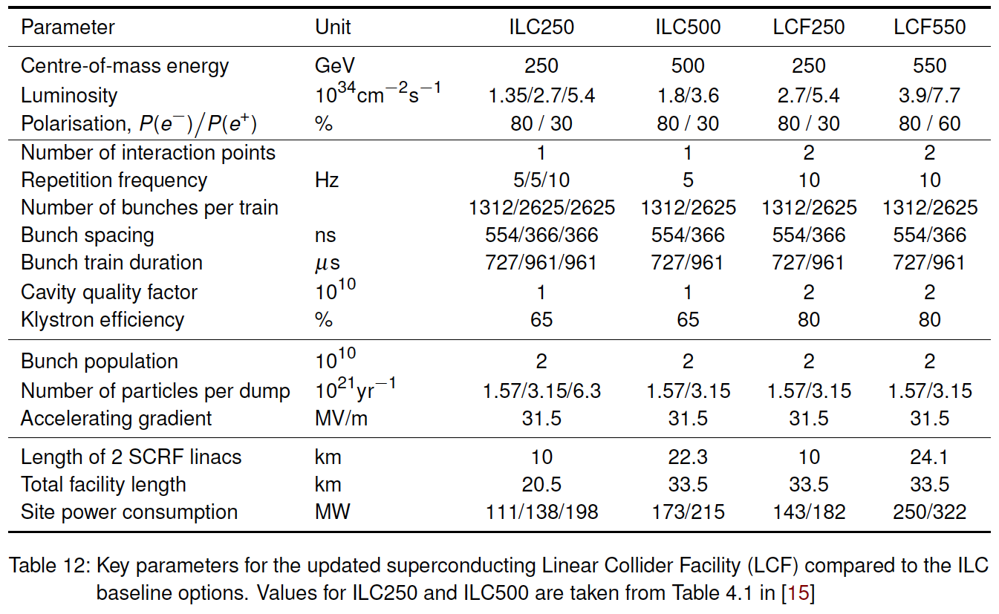 Parameter Unit ILC250 ILC500 LCF250 LCF550
Centre-of-mass energy GeV 250 500 250 550
Luminosity 10^34cm^−2s^−1 1.35/2.7/5.4 1.8/3.6 2.7/5.4 3.9/7.7
Polarisation, P(e^−)/P(e^+) % 80 / 30 80 / 30 80 / 30 80 / 60
Number of interaction points 1 1 2 2
Repetition frequency Hz 5/5/10 5 10 10
Number of bunches per train 1312/2625/2625 1312/2625 1312/2625 1312/2625
Bunch spacing ns 554/366/366 554/366 554/366 554/366
Bunch train duration μs 727/961/961 727/961 727/961 727/961
Cavity quality factor 10^10 1 1 2 2
Klystron efficiency % 65 65 80 80
Bunch population 10^10 2 2 2 2
Number of particles per dump 10^21yr^−1 1.57/3.15/6.3 1.57/3.15 1.57/3.15 1.57/3.15
Accelerating gradient MV/m 31.5 31.5 31.5 31.5
Length of 2 SCRF linacs km 10 22.3 10 24.1
Total facility length km 20.5 33.5 33.5 33.5
Site power consumption MW 111/138/198 173/215 143/182 250/322
Table 12: Key parameters for the updated superconducting Linear Collider Facility (LCF) compared to the ILC
baseline options. Values for ILC250 and ILC500 are taken from Table 4.1 in [15]